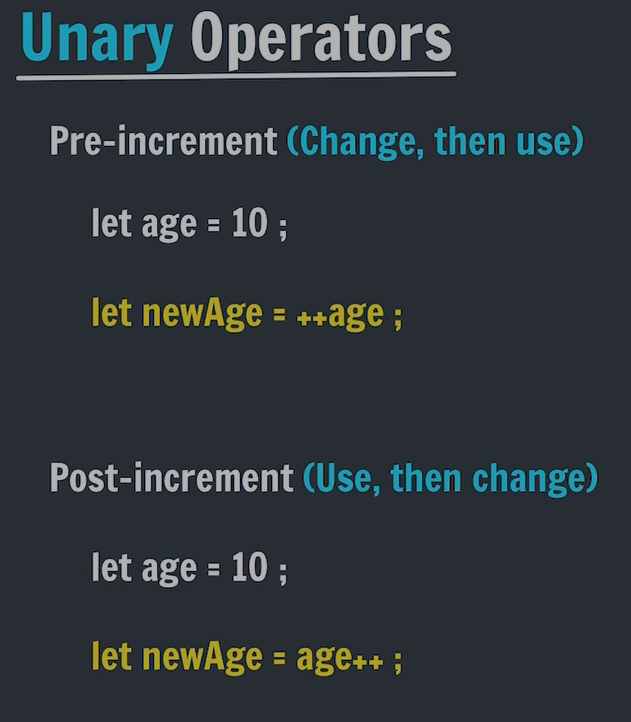 Unary Operators
Pre-increment (Change, then use)
let age = 10 ;
let newAge = ++age ;
Post-increment (Use, then change)
let age = 10 ;
let newAge = age++ ;